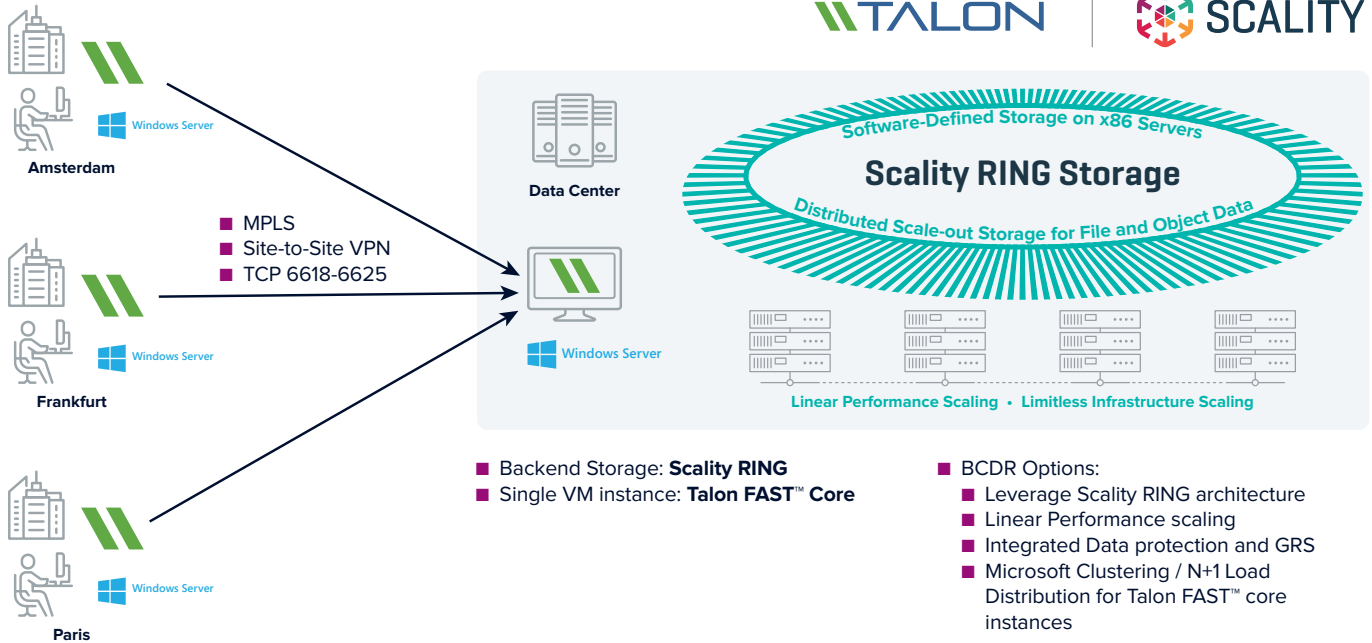 TALON
SCALITY
Windows Server
Amsterdam
MPLS
Site-to-Site VPN
TCP 6618-6625
Windows Server
Frankfurt
Windows Server
Paris
Data Center
Windows Server
Software-Defined Storage on x86 Servers
Scality RING Storage
Distributed Scale-out Storage for File and Object Data
Linear Performance Scaling • Limitless Infrastructure Scaling
■ Backend Storage: Scality RING
■ Single VM instance: Talon FAST™ Core
■ BCDR Options:
■ Leverage Scality RING architecture
■ Linear Performance scaling
■ Integrated Data protection and GRS
■ Microsoft Clustering / N+1 Load
Distribution for Talon FAST™ core
instances